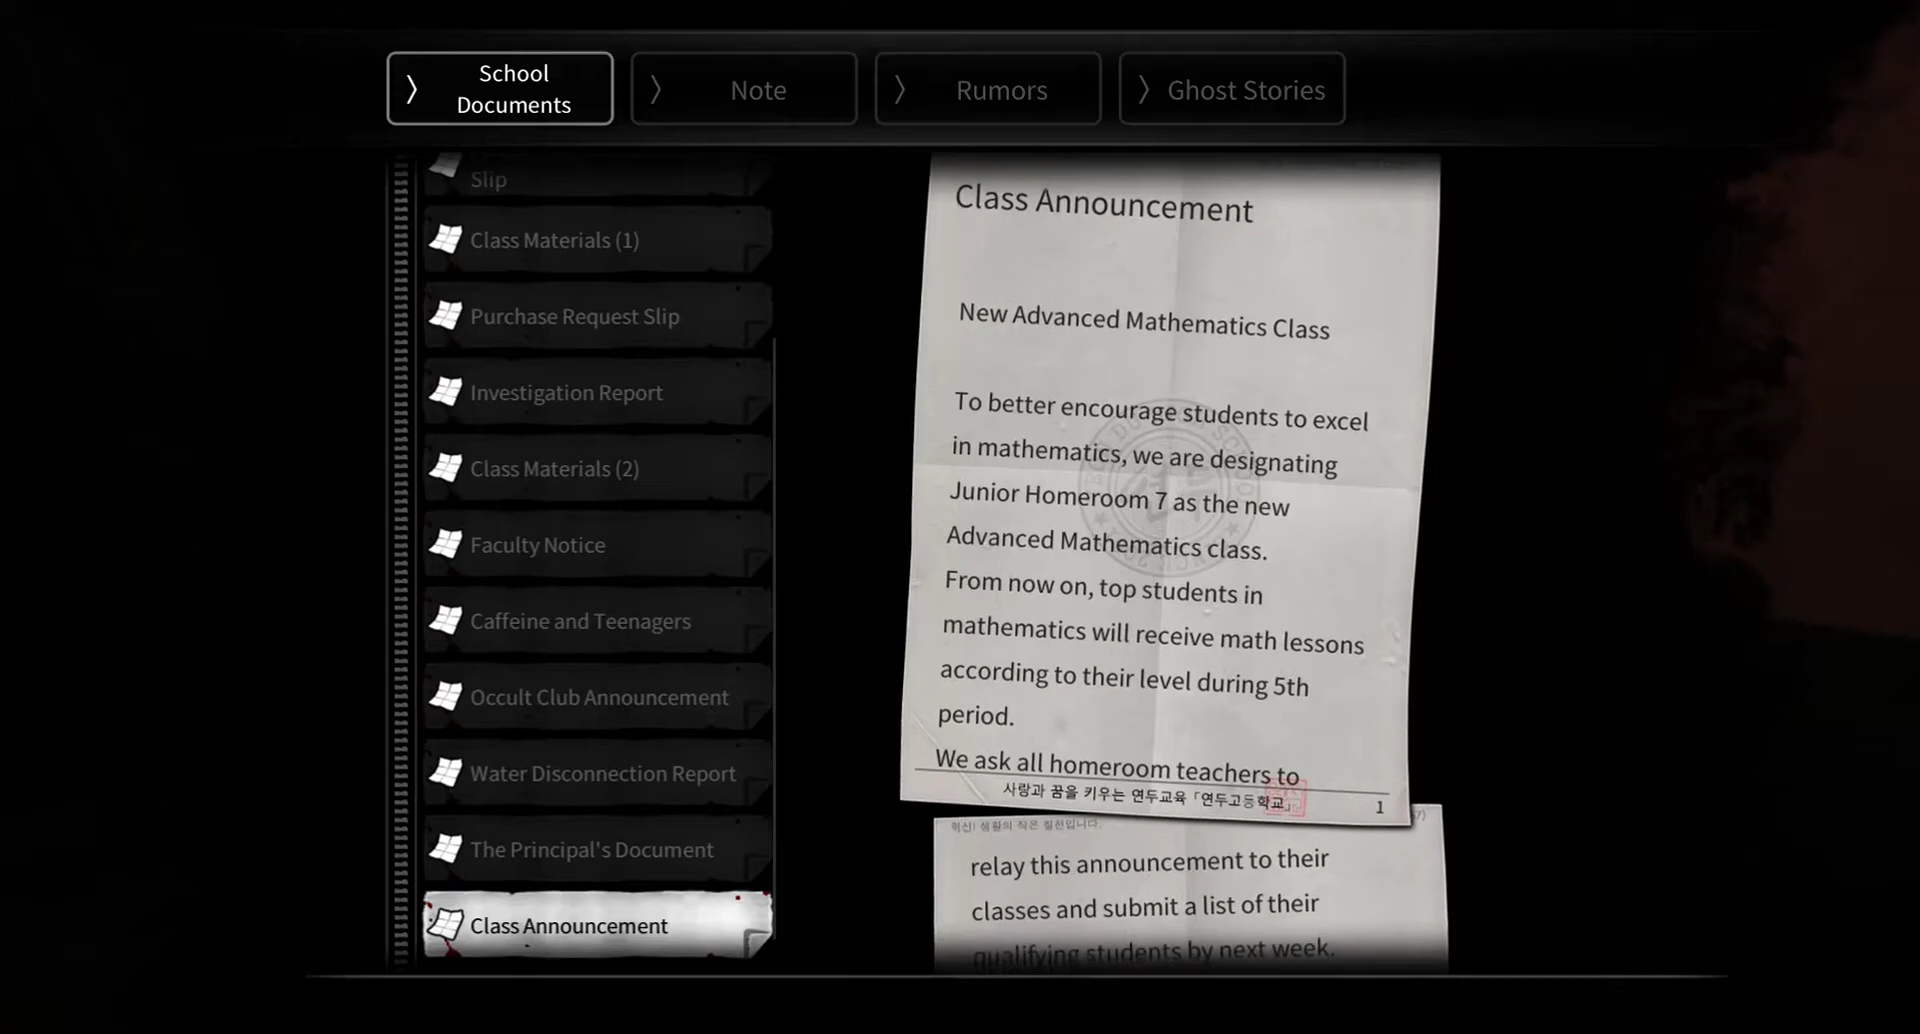 School
Documents
Note
Rumors
Ghost Stories
Slip
Class Materials (1)
Purchase Request Slip
Investigation Report
Class Materials (2)
Faculty Notice
Caffeine and Teenagers
Occult Club Announcement
Water Disconnection Report
The Principal's Document
Class Announcement
Class Announcement
New Advanced Mathematics Class
To better encourage students to excel
in mathematics, we are designating
Junior Homeroom 7 as the new
Advanced Mathematics class.
From now on, top students in
mathematics will receive math lessons
according to their level during 5th
period.
We ask all homeroom teachers to
사랑과 꿈을 키우는 연두교육 「연두고등학교」
1
relay this announcement to their
classes and submit a list of their
qualifying students by next week.